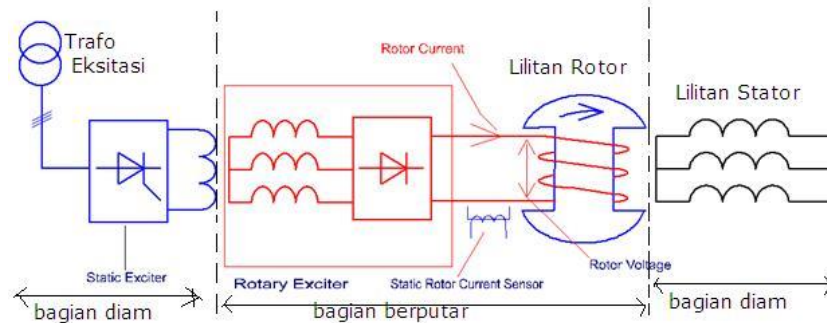 Trafo
Eksitasi
Static Exciter
bagian diam
Rotor Current
Rotary Exciter
Static Rotor Current Sensor
bagian berputar
Lilitan Rotor
Rotor Voltage
Lilitan Stator
bagian diam